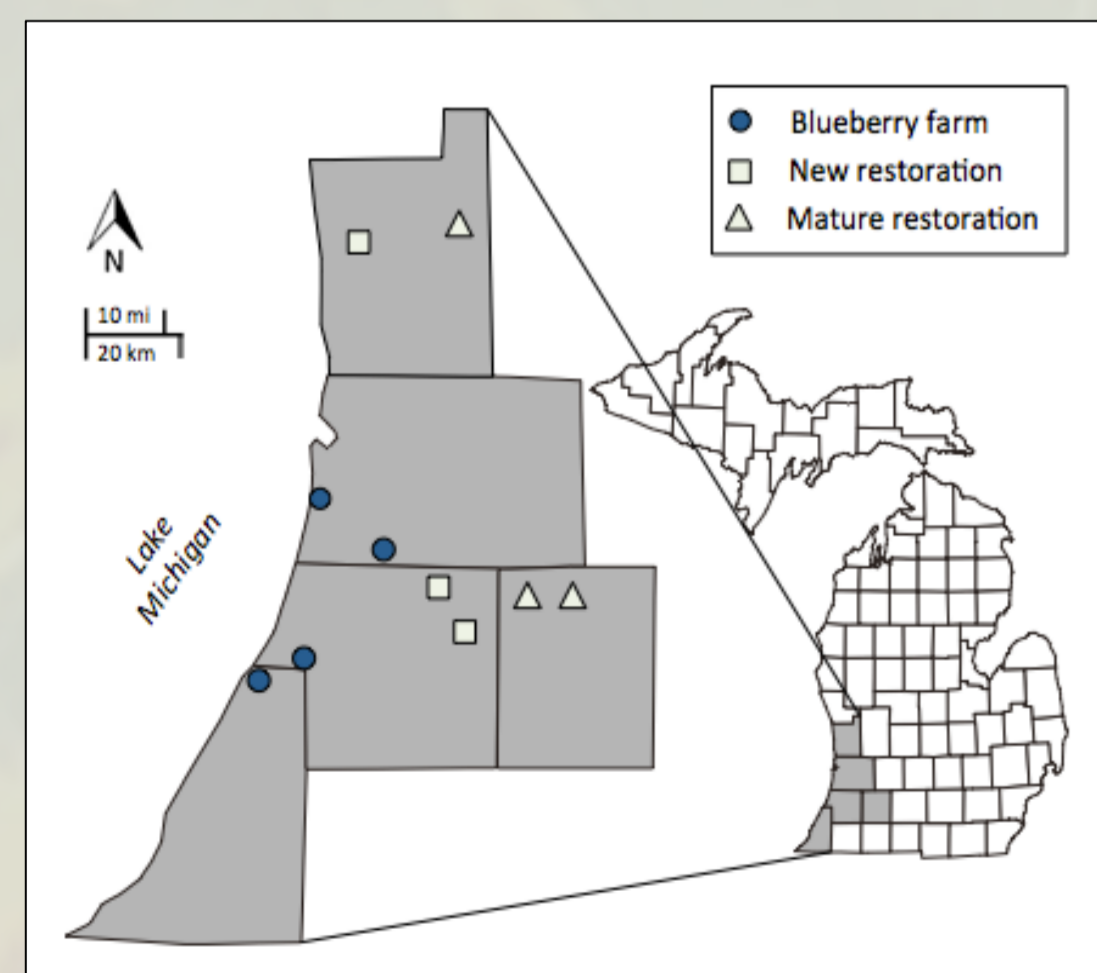 Blueberry farm
New restoration
Mature restoration
N
10 mi
20 km
Lake
Michigan